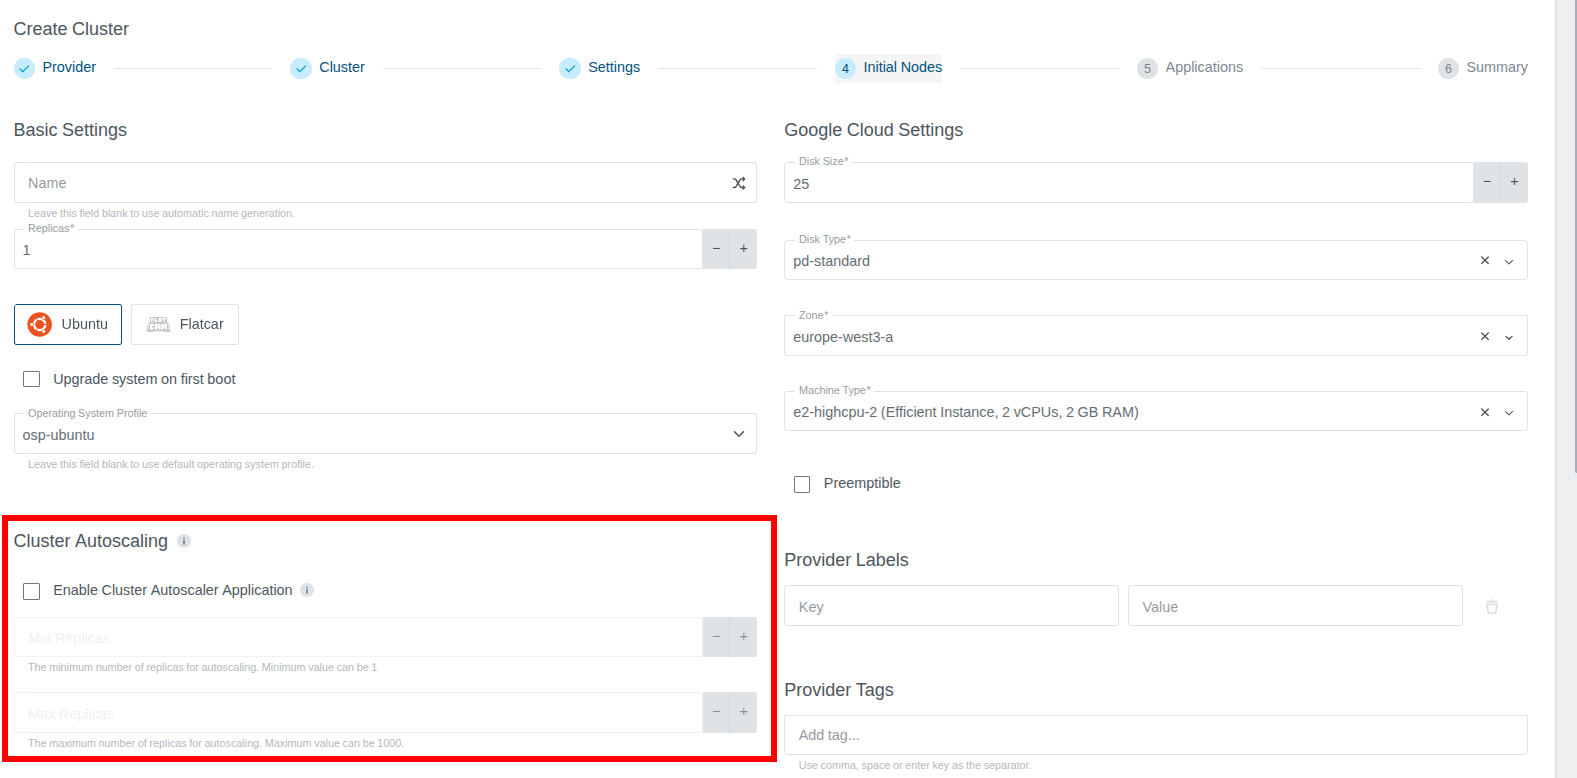 Create Cluster
Provider
Cluster
Settings
4 Initial Nodes
5 Applications
6 Summary
Basic Settings
Name
Leave this field blank to use automatic name generation.
Replicas*
1
− +
Ubuntu
FLAT CAR Flatcar
Upgrade system on first boot
Operating System Profile
osp-ubuntu
Leave this field blank to use default operating system profile.
Cluster Autoscaling i
Enable Cluster Autoscaler Application i
Min Replicas
− +
The minimum number of replicas for autoscaling. Minimum value can be 1
Max Replicas
− +
The maximum number of replicas for autoscaling. Maximum value can be 1000.
Google Cloud Settings
Disk Size*
25
− +
Disk Type*
pd-standard
Zone*
europe-west3-a
Machine Type*
e2-highcpu-2 (Efficient Instance, 2 vCPUs, 2 GB RAM)
Preemptible
Provider Labels
Key
Value
Provider Tags
Add tag...
Use comma, space or enter key as the separator.